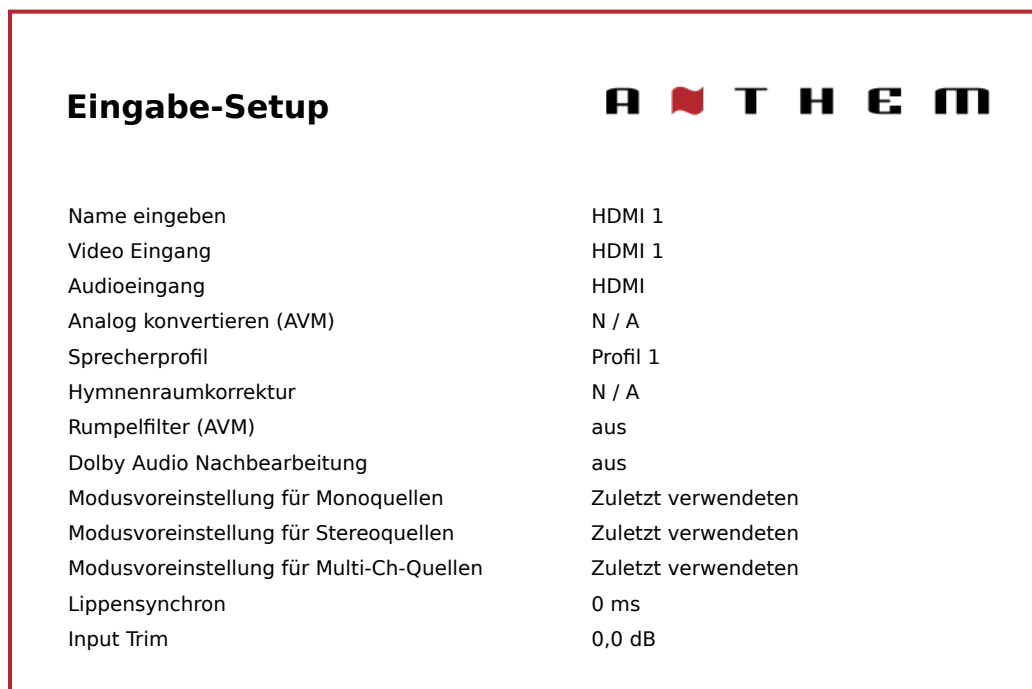 Eingabe-Setup ANTHEM
Name eingeben HDMI 1
Video Eingang HDMI 1
Audioeingang HDMI
Analog konvertieren (AVM) N / A
Sprecherprofil Profil 1
Hymnenraumkorrektur N / A
Rumpelfilter (AVM) aus
Dolby Audio Nachbearbeitung aus
Modusvoreinstellung für Monoquellen Zuletzt verwendeten
Modusvoreinstellung für Stereoquellen Zuletzt verwendeten
Modusvoreinstellung für Multi-Ch-Quellen Zuletzt verwendeten
Lippensynchron 0 ms
Input Trim 0,0 dB